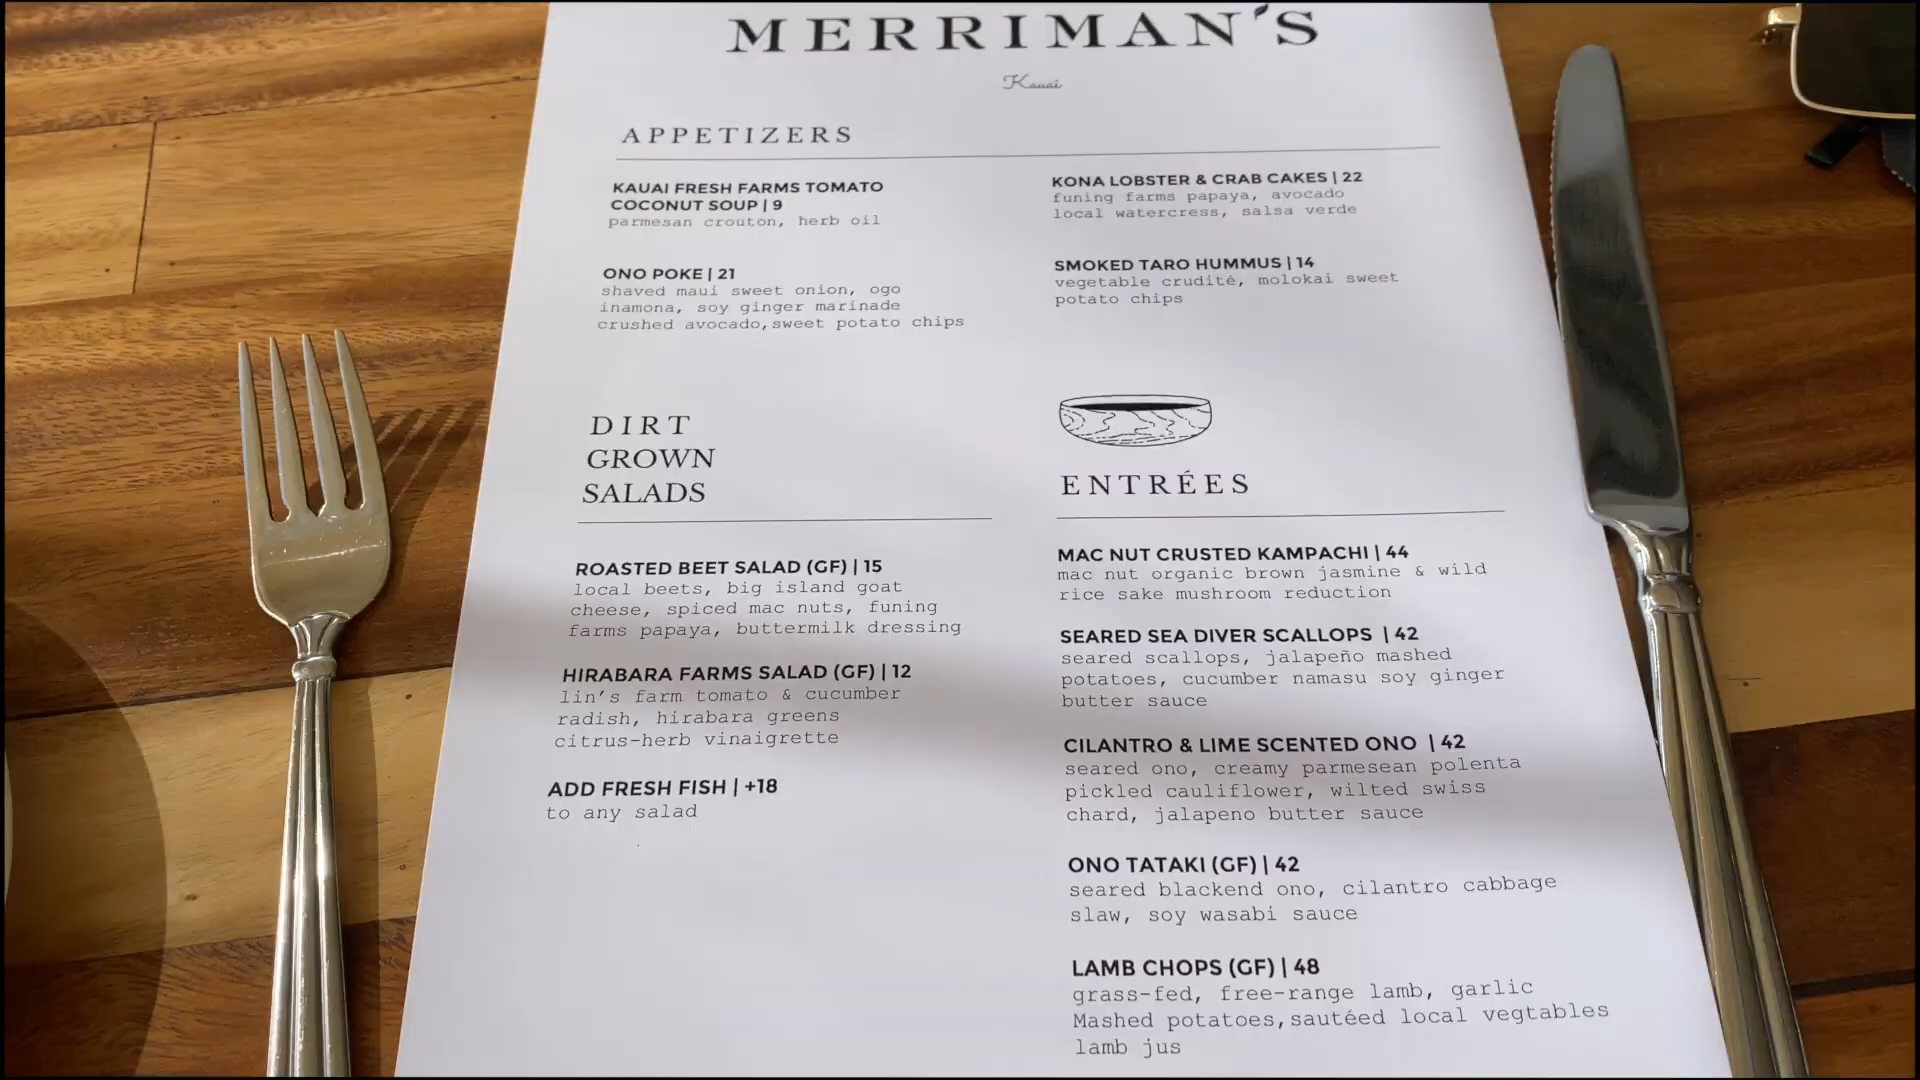 MERRIMAN'S
Kauai
APPETIZERS
KAUAI FRESH FARMS TOMATO
COCONUT SOUP | 9
parmesan crouton, herb oil
ONO POKE | 21
shaved maui sweet onion, ogo
inamona, soy ginger marinade
crushed avocado,sweet potato chips
KONA LOBSTER & CRAB CAKES | 22
funing farms papaya, avocado
local watercress, salsa verde
SMOKED TARO HUMMUS | 14
vegetable crudité, molokai sweet
potato chips
DIRT
GROWN
SALADS
ROASTED BEET SALAD (GF) | 15
local beets, big island goat
cheese, spiced mac nuts, funing
farms papaya, buttermilk dressing
HIRABARA FARMS SALAD (GF) | 12
lin's farm tomato & cucumber
radish, hirabara greens
citrus-herb vinaigrette
ADD FRESH FISH | +18
to any salad
ENTRÉES
MAC NUT CRUSTED KAMPACHI | 44
mac nut organic brown jasmine & wild
rice sake mushroom reduction
SEARED SEA DIVER SCALLOPS | 42
seared scallops, jalapeño mashed
potatoes, cucumber namasu soy ginger
butter sauce
CILANTRO & LIME SCENTED ONO | 42
seared ono, creamy parmesean polenta
pickled cauliflower, wilted swiss
chard, jalapeno butter sauce
ONO TATAKI (GF) | 42
seared blackend ono, cilantro cabbage
slaw, soy wasabi sauce
LAMB CHOPS (GF) | 48
grass-fed, free-range lamb, garlic
Mashed potatoes,sautéed local vegtables
lamb jus